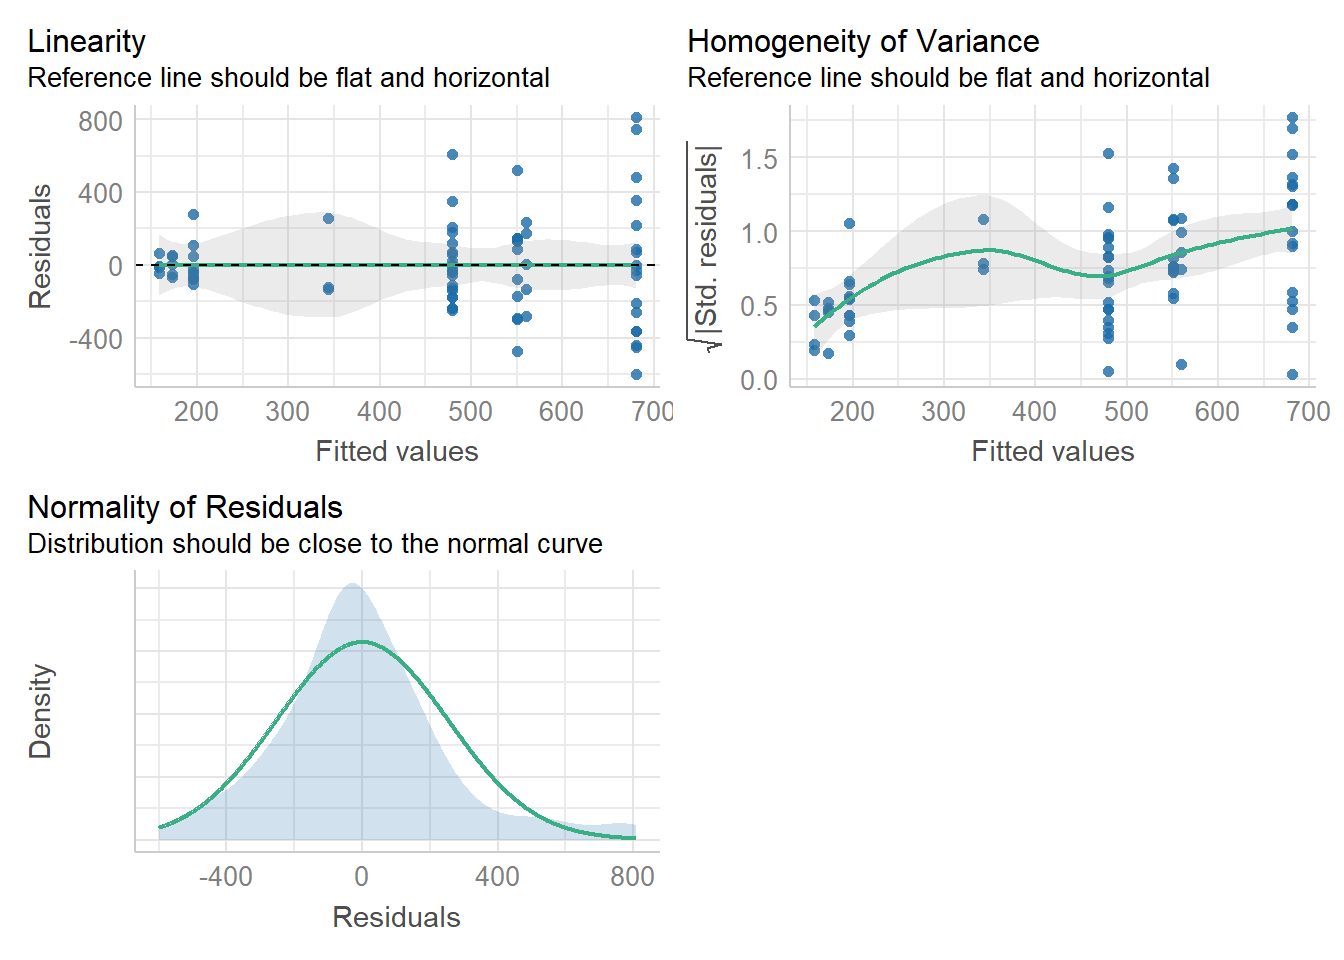 Linearity
Reference line should be flat and horizontal
800
400
0
-400
Residuals
200 300 400 500 600 700
Fitted values
Homogeneity of Variance
Reference line should be flat and horizontal
1.5
1.0
0.5
0.0
√|Std. residuals|
200 300 400 500 600 700
Fitted values
Normality of Residuals
Distribution should be close to the normal curve
Density
-400 0 400 800
Residuals